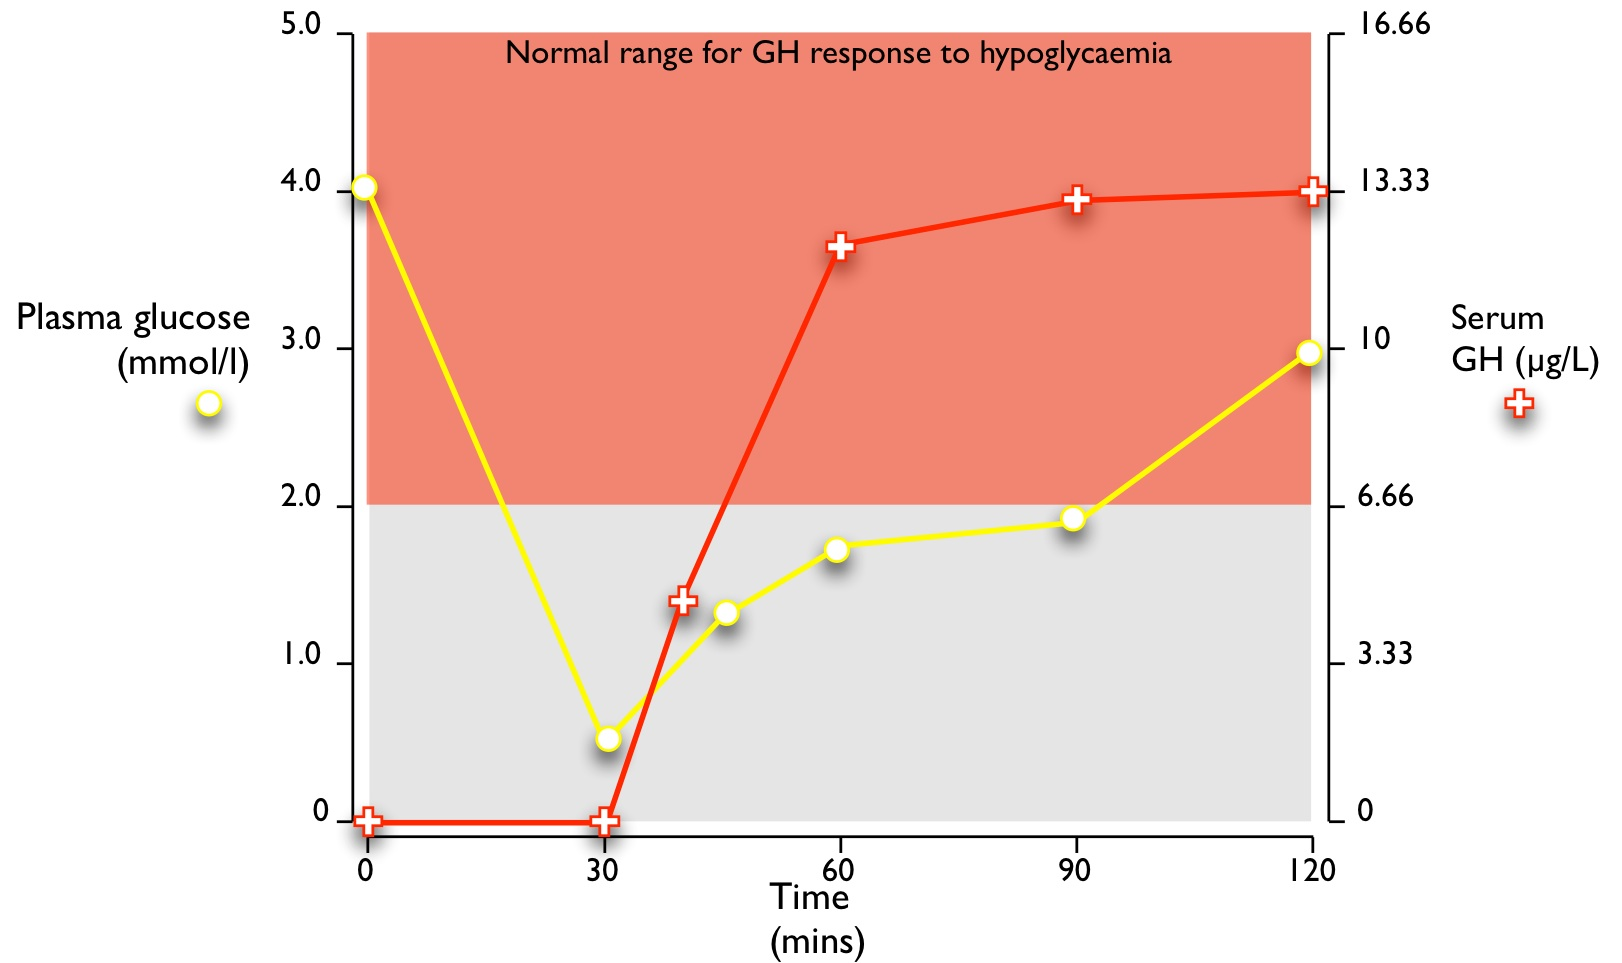 Normal range for GH response to hypoglycaemia
5.0
4.0
3.0
2.0
1.0
0
Plasma glucose
(mmol/l)
16.66
13.33
10
6.66
3.33
0
Serum
GH (µg/L)
0
30
60
90
120
Time
(mins)